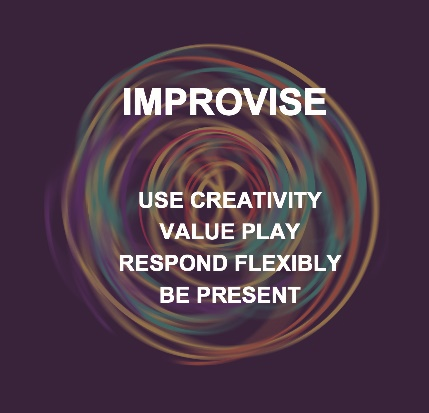 IMPROVISE
USE CREATIVITY
VALUE PLAY
RESPOND FLEXIBLY
BE PRESENT